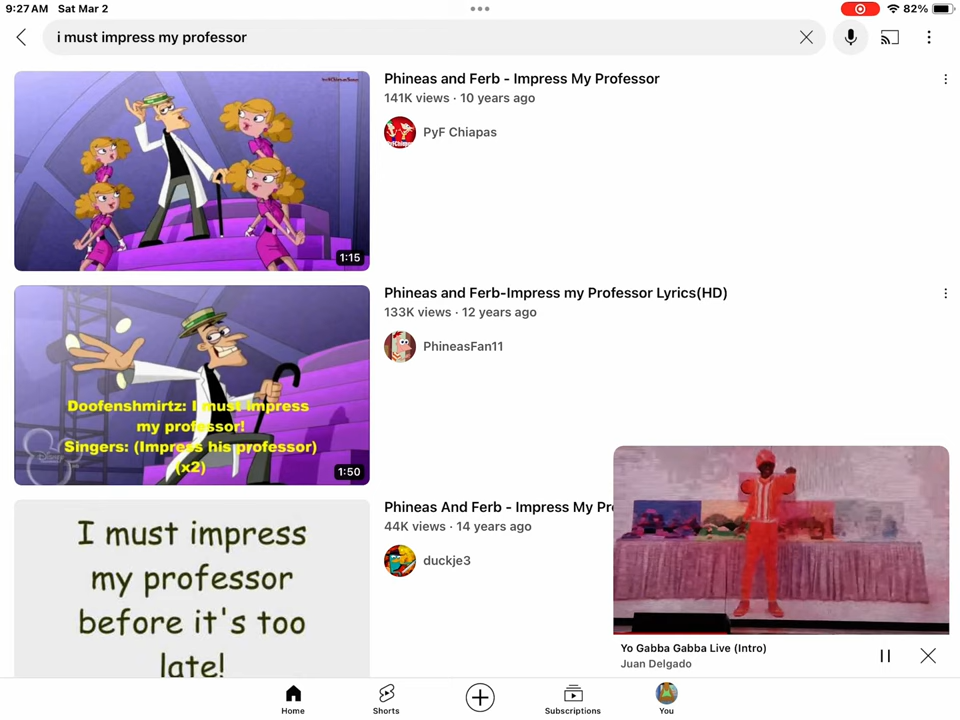 9:27 AM Sat Mar 2
82%
i must impress my professor
1:15
Phineas and Ferb - Impress My Professor
141K views · 10 years ago
PyF Chiapas
Doofenshmirtz: I must impress
my professor!
Singers: (Impress his professor)
(x2)
1:50
Phineas and Ferb-Impress my Professor Lyrics(HD)
133K views · 12 years ago
PhineasFan11
I must impress
my professor
before it's too
late!
Phineas And Ferb - Impress My Pr
44K views · 14 years ago
duckje3
Yo Gabba Gabba Live (Intro)
Juan Delgado
Home
Shorts
Subscriptions
You